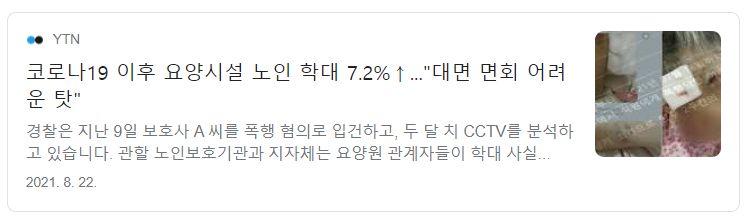 YTN
코로나19 이후 요양시설 노인 학대 7.2%↑..."대면 면회 어려
운 탓"
경찰은 지난 9일 보호사 A 씨를 폭행 혐의로 입건하고, 두 달 치 CCTV를 분석하
고 있습니다. 관할 노인보호기관과 지자체는 요양원 관계자들이 학대 사실...
2021. 8. 22.